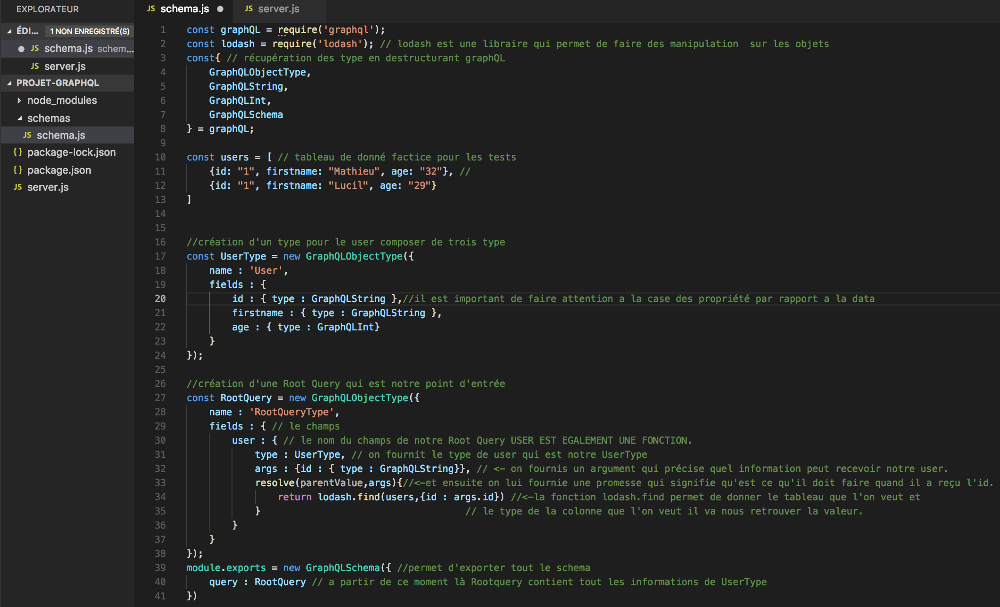 EXPLORATEUR
ÉDI... 1 NON ENREGISTRÉ(S)
JS schema.js schem...
JS server.js
PROJET-GRAPHQL
node_modules
schemas
JS schema.js
{} package-lock.json
{} package.json
JS server.js
JS schema.js JS server.js
1 const graphQL = require('graphql');
2 const lodash = require('lodash'); // lodash est une libraire qui permet de faire des manipulation  sur les objets
3 const{ // récupération des type en destructurant graphQL
4     GraphQLObjectType,
5     GraphQLString,
6     GraphQLInt,
7     GraphQLSchema
8 } = graphQL;
9
10 const users = [ // tableau de donné factice pour les tests
11     {id: "1", firstname: "Mathieu", age: "32"}, //
12     {id: "1", firstname: "Lucil", age: "29"}
13 ]
14
15
16 //création d'un type pour le user composer de trois type
17 const UserType = new GraphQLObjectType({
18     name : 'User',
19     fields : {
20         id : { type : GraphQLString },//il est important de faire attention a la case des propriété par rapport a la data
21         firstname : { type : GraphQLString },
22         age : { type : GraphQLInt}
23     }
24 });
25
26 //création d'une Root Query qui est notre point d'entrée
27 const RootQuery = new GraphQLObjectType({
28     name : 'RootQueryType',
29     fields : { // le champs
30         user : { // le nom du champs de notre Root Query USER EST EGALEMENT UNE FONCTION.
31             type : UserType, // on fournit le type de user qui est notre UserType
32             args : {id : { type : GraphQLString}}, // <- on fournis un argument qui précise quel information peut recevoir notre user.
33             resolve(parentValue,args){//<-et ensuite on lui fournie une promesse qui signifie qu'est ce qu'il doit faire quand il a reçu l'id.
34                 return lodash.find(users,{id : args.id}) //<-la fonction lodash.find permet de donner le tableau que l'on veut et
35             }                                    // le type de la colonne que l'on veut il va nous retrouver la valeur.
36         }
37     }
38 });
39 module.exports = new GraphQLSchema({ //permet d'exporter tout le schema
40     query : RootQuery // a partir de ce moment là Rootquery contient tout les informations de UserType
41 })